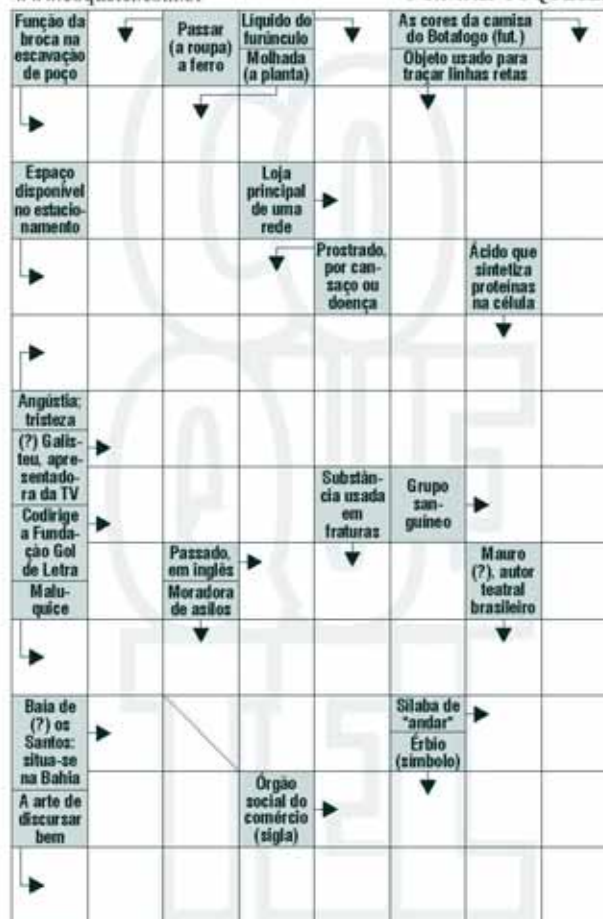 Função da
broca na
escavação
de poço
Passar
(a roupa)
a ferro
Líquido do
furúnculo
Molhada
(a planta)
As cores da camisa
do Botafogo (fut.)
Objeto usado para
traçar linhas retas
Espaço
disponível
no estacio-
namento
Loja
principal
de uma
rede
Prostrado,
por can-
saço ou
doença
Ácido que
sintetiza
proteínas
na célula
Angústia;
tristeza
(?) Galis-
teu, apre-
sentado-
ra da TV
Codirige
a Funda-
ção Gol
de Letra
Malu-
quice
Substân-
cia usada
em
fraturas
Grupo
san-
guíneo
Passado,
em inglês
Moradora
de asilos
Mauro
(?), autor
teatral
brasileiro
Baía de
(?) os
Santos:
situa-se
na Bahia
A arte de
discursar
bem
Sílaba de
"andar"
Érbio
(símbolo)
Órgão
social do
comércio
(sigla)
COQUETEL